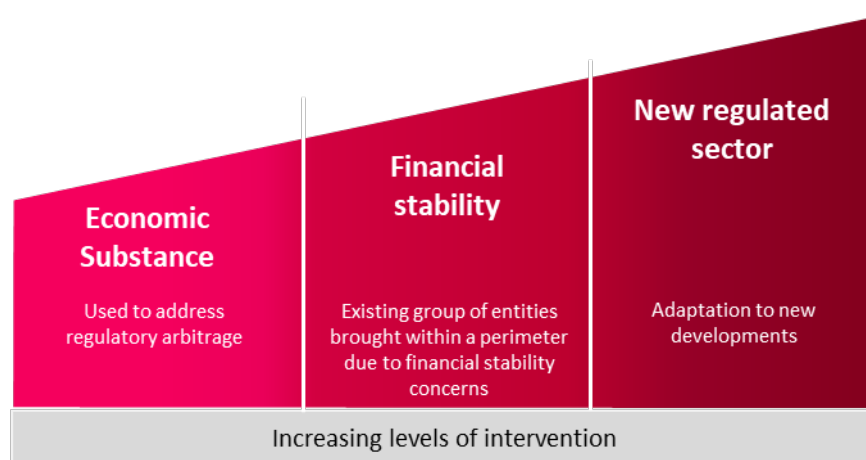 Economic
Substance
Used to address
regulatory arbitrage
Financial
stability
Existing group of entities
brought within a perimeter
due to financial stability
concerns
New regulated
sector
Adaptation to new
developments
Increasing levels of intervention